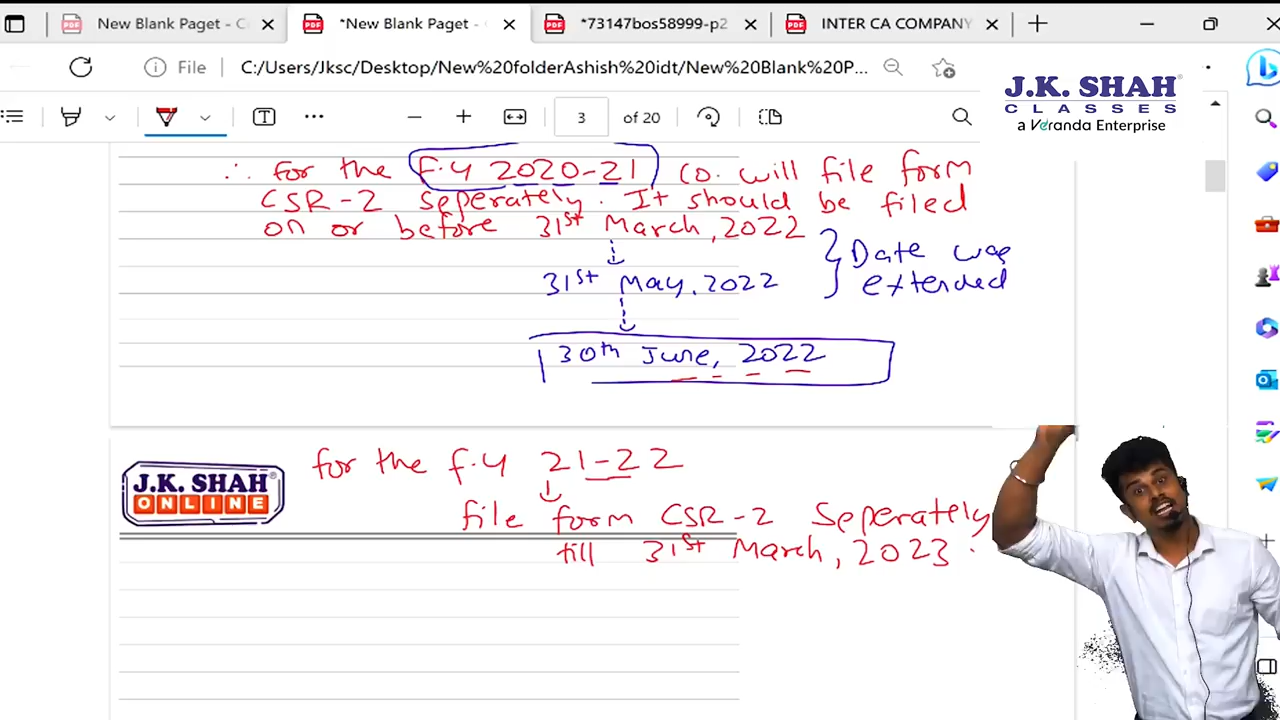 New Blank Paget - C
*New Blank Paget -
*73147bos58999-p2
INTER CA COMPANY
File
C:/Users/Jksc/Desktop/New%20folderAshish%20idt/New%20Blank%20P...
J.K. SHAH
CLASSES
a Veranda Enterprise
3 of 20
∴ for the f.y 2020-21 co. will file form
CSR-2 seperately. It should be filed
on or before 31st March, 2022
31st May, 2022
Date was
extended
30th June, 2022
J.K. SHAH
ONLINE
for the f.y 21-22
file form CSR-2 Seperately
till 31st March, 2023.